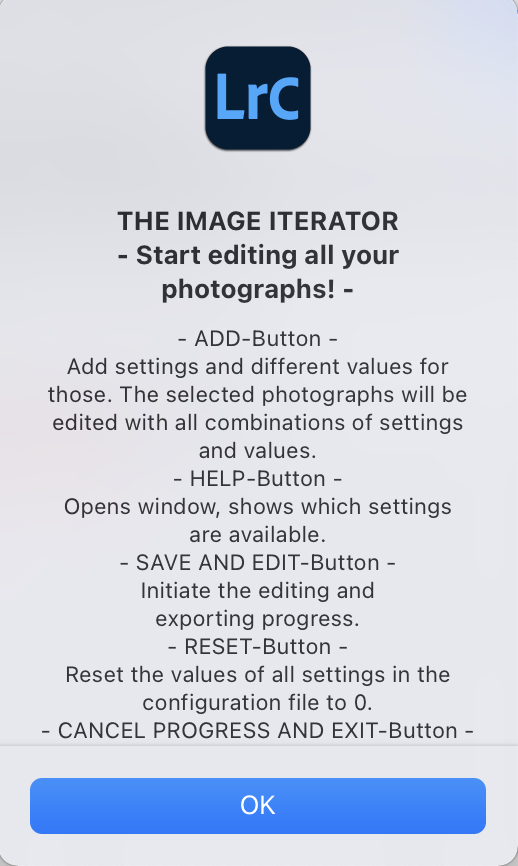 LrC
THE IMAGE ITERATOR
- Start editing all your
photographs! -
- ADD-Button -
Add settings and different values for
those. The selected photographs will be
edited with all combinations of settings
and values.
- HELP-Button -
Opens window, shows which settings
are available.
- SAVE AND EDIT-Button -
Initiate the editing and
exporting progress.
- RESET-Button -
Reset the values of all settings in the
configuration file to 0.
- CANCEL PROGRESS AND EXIT-Button -
OK